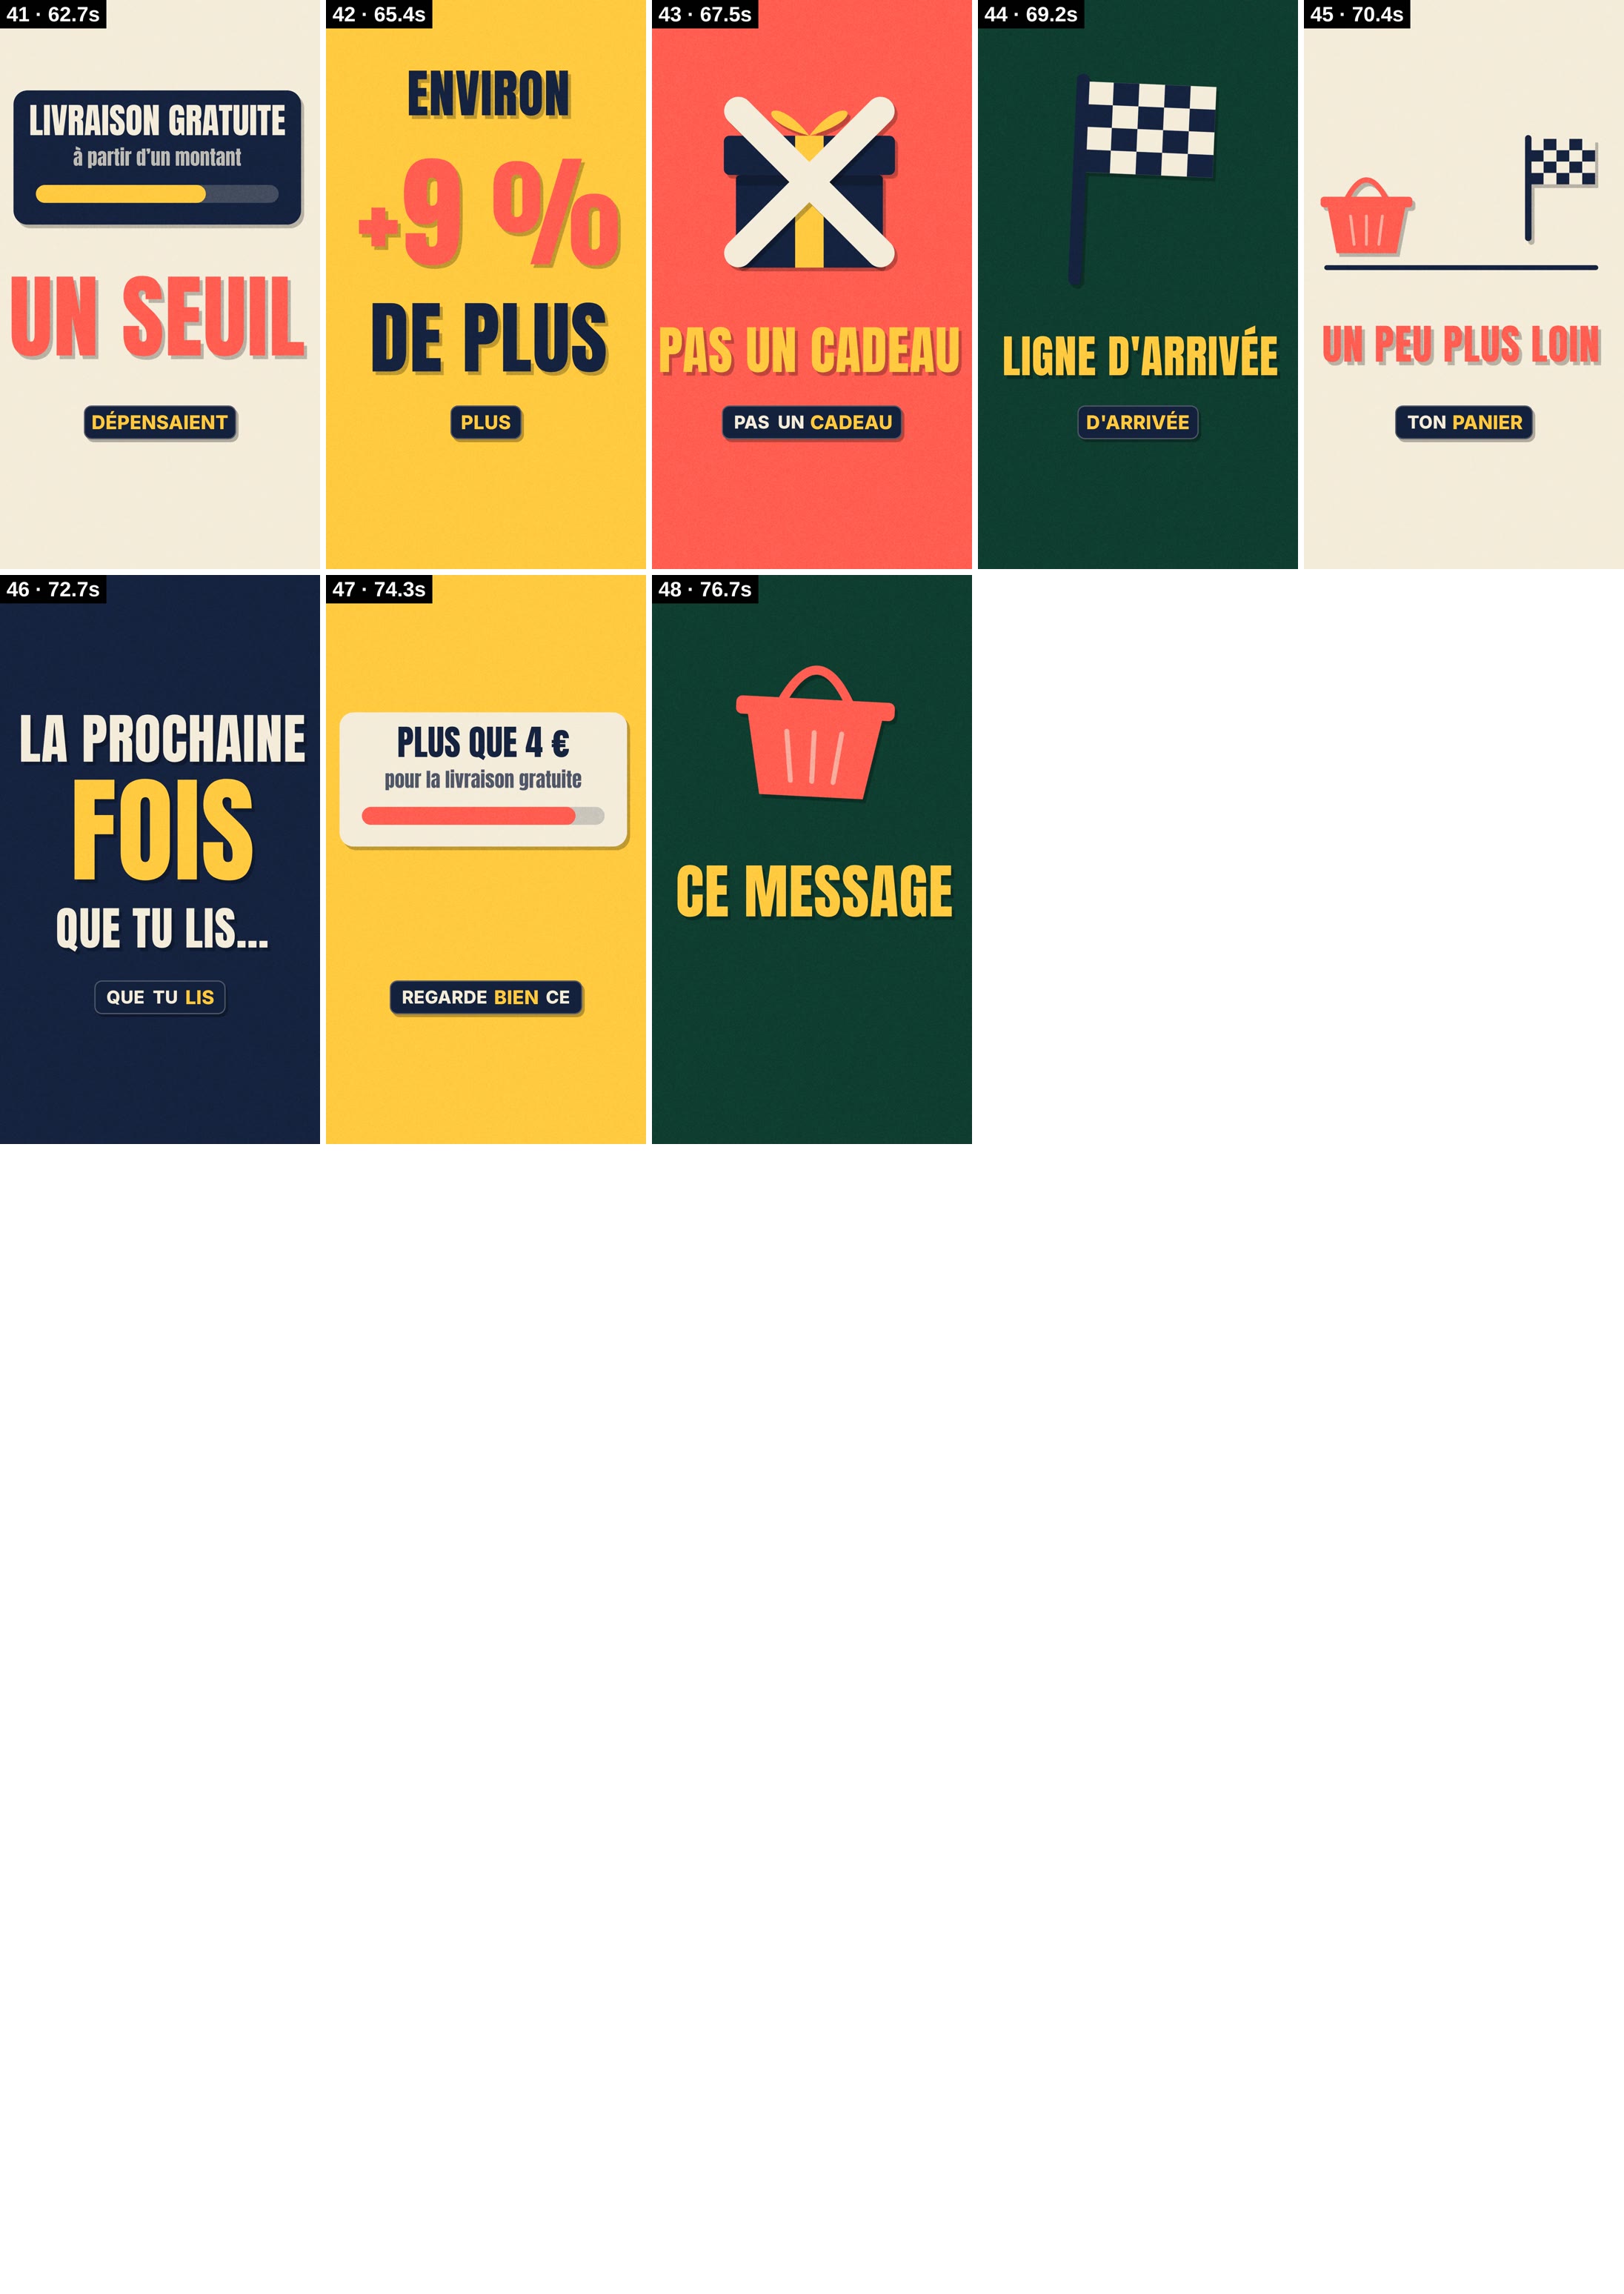 41 · 62.7s
LIVRAISON GRATUITE
à partir d'un montant
UN SEUIL
DÉPENSAIENT
42 · 65.4s
ENVIRON
+9 %
DE PLUS
PLUS
43 · 67.5s
PAS UN CADEAU
PAS UN CADEAU
44 · 69.2s
LIGNE D'ARRIVÉE
D'ARRIVÉE
45 · 70.4s
UN PEU PLUS LOIN
TON PANIER
46 · 72.7s
LA PROCHAINE
FOIS
QUE TU LIS...
QUE TU LIS
47 · 74.3s
PLUS QUE 4 €
pour la livraison gratuite
REGARDE BIEN CE
48 · 76.7s
CE MESSAGE